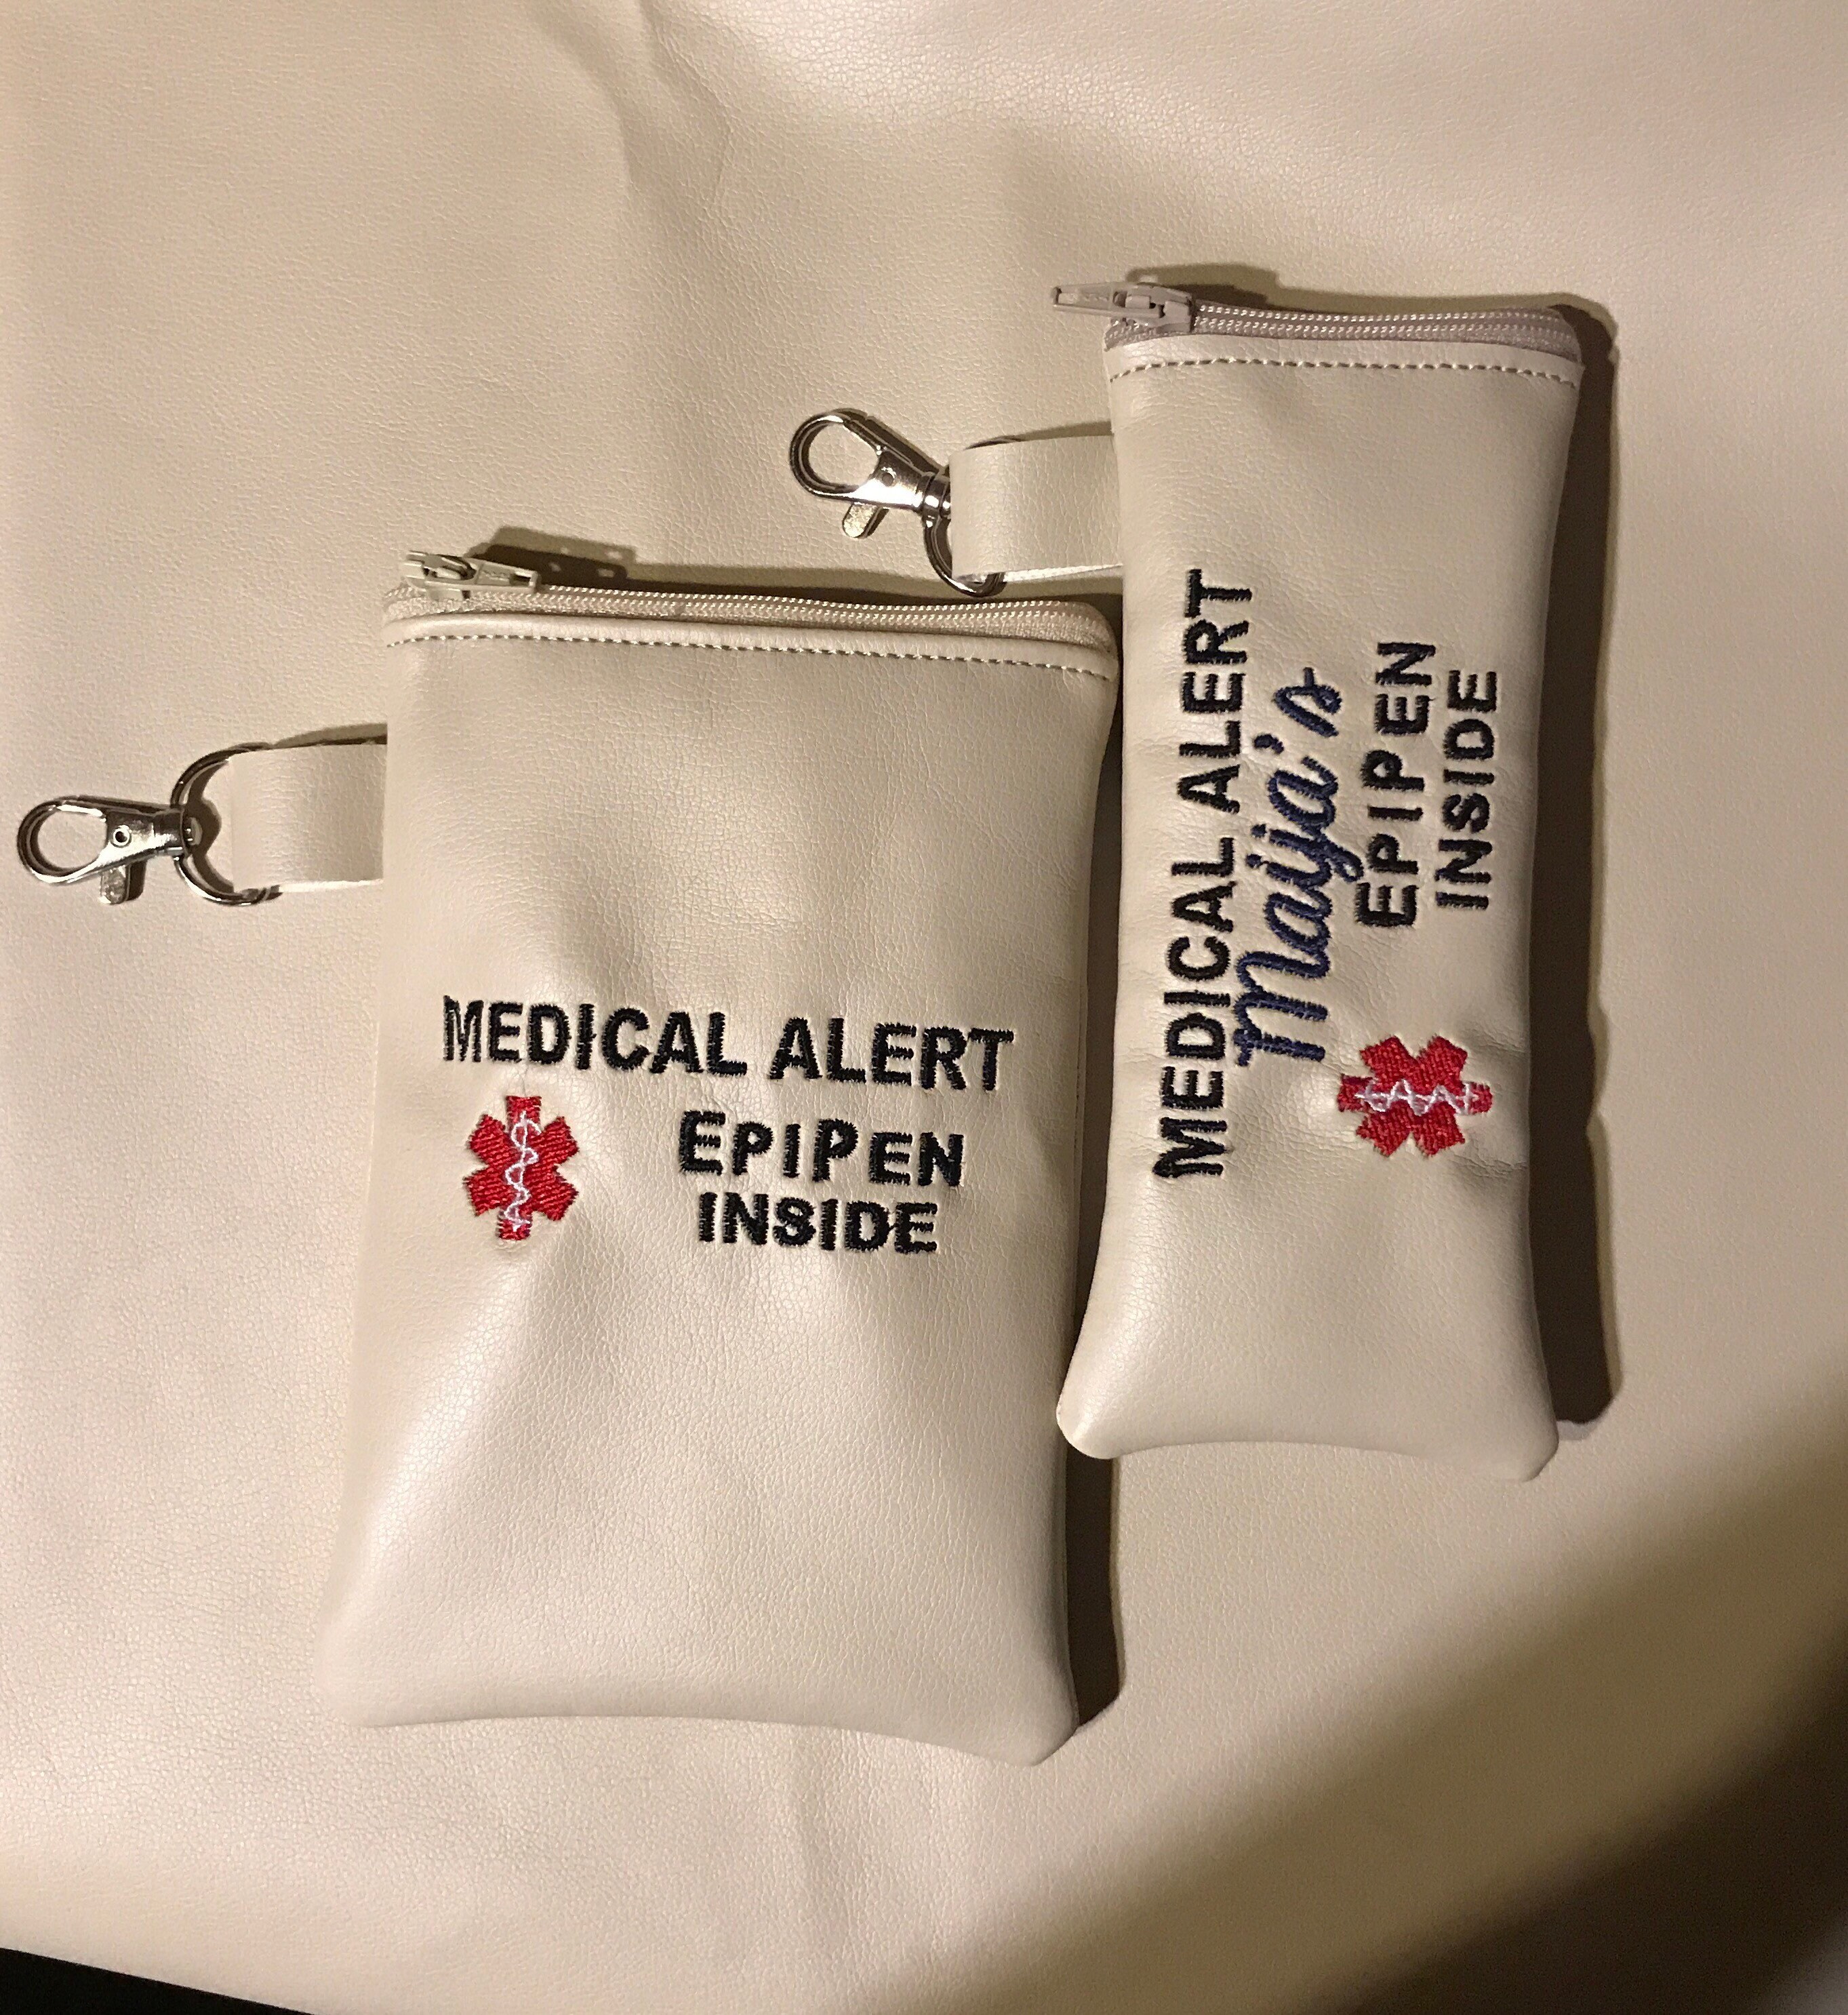 MEDICAL ALERT
EPIPEN
INSIDE
MEDICAL ALERT
Maija's
EPIPEN
INSIDE